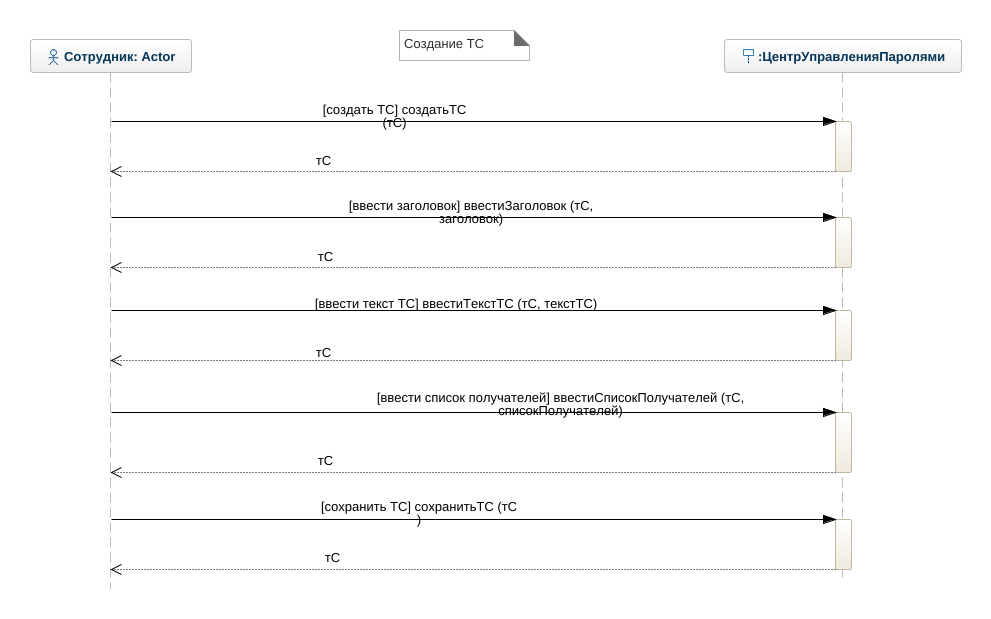 Создание ТС
Сотрудник: Actor
:ЦентрУправленияПаролями
[создать ТС] создатьТС
(тС)
тС
[ввести заголовок] ввестиЗаголовок (тС,
заголовок)
тС
[ввести текст ТС] ввестиТекстТС (тС, текстТС)
тС
[ввести список получателей] ввестиСписокПолучателей (тС,
списокПолучателей)
тС
[сохранить ТС] сохранитьТС (тС
)
тС